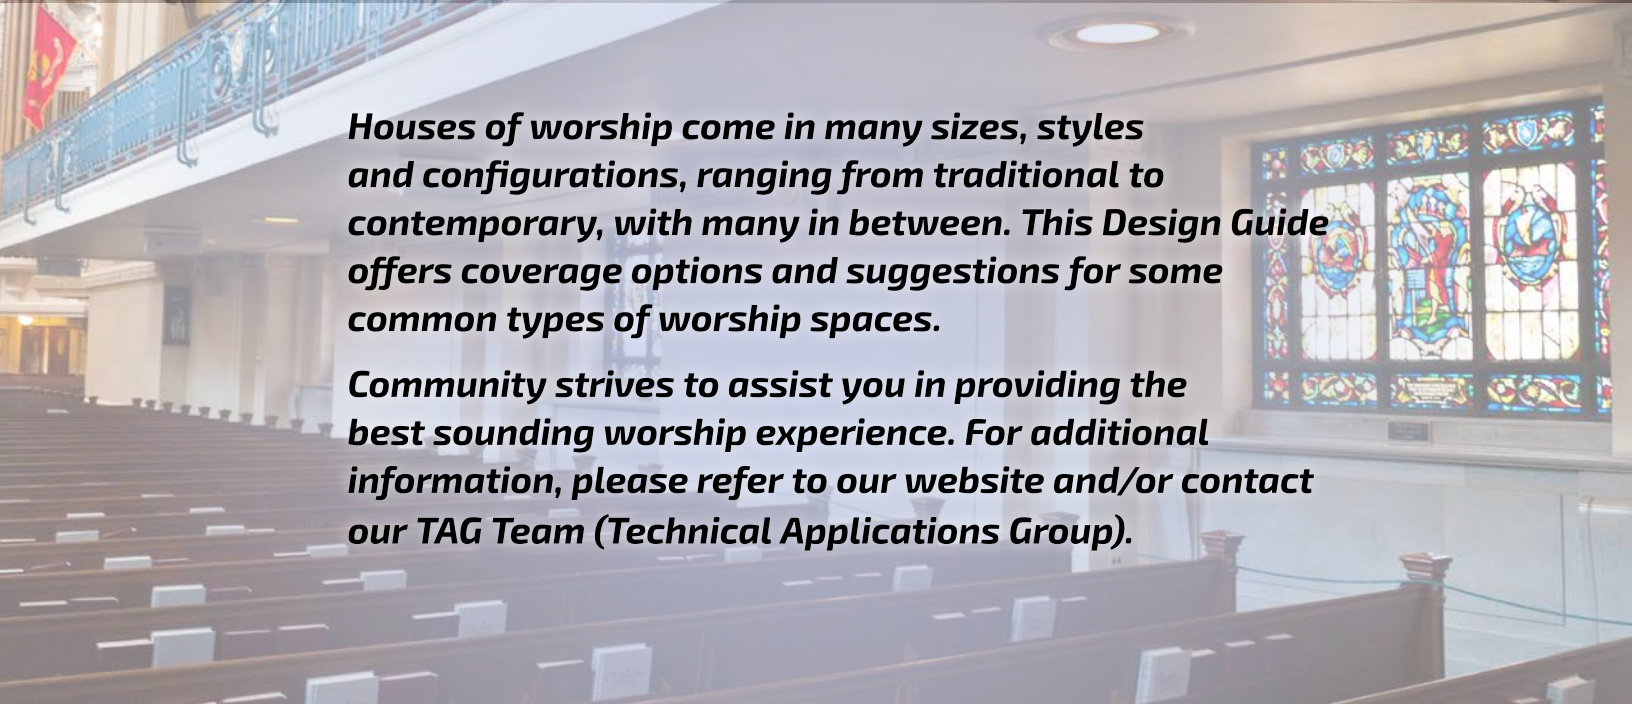 Houses of worship come in many sizes, styles
and configurations, ranging from traditional to
contemporary, with many in between. This Design Guide
offers coverage options and suggestions for some
common types of worship spaces.
Community strives to assist you in providing the
best sounding worship experience. For additional
information, please refer to our website and/or contact
our TAG Team (Technical Applications Group).